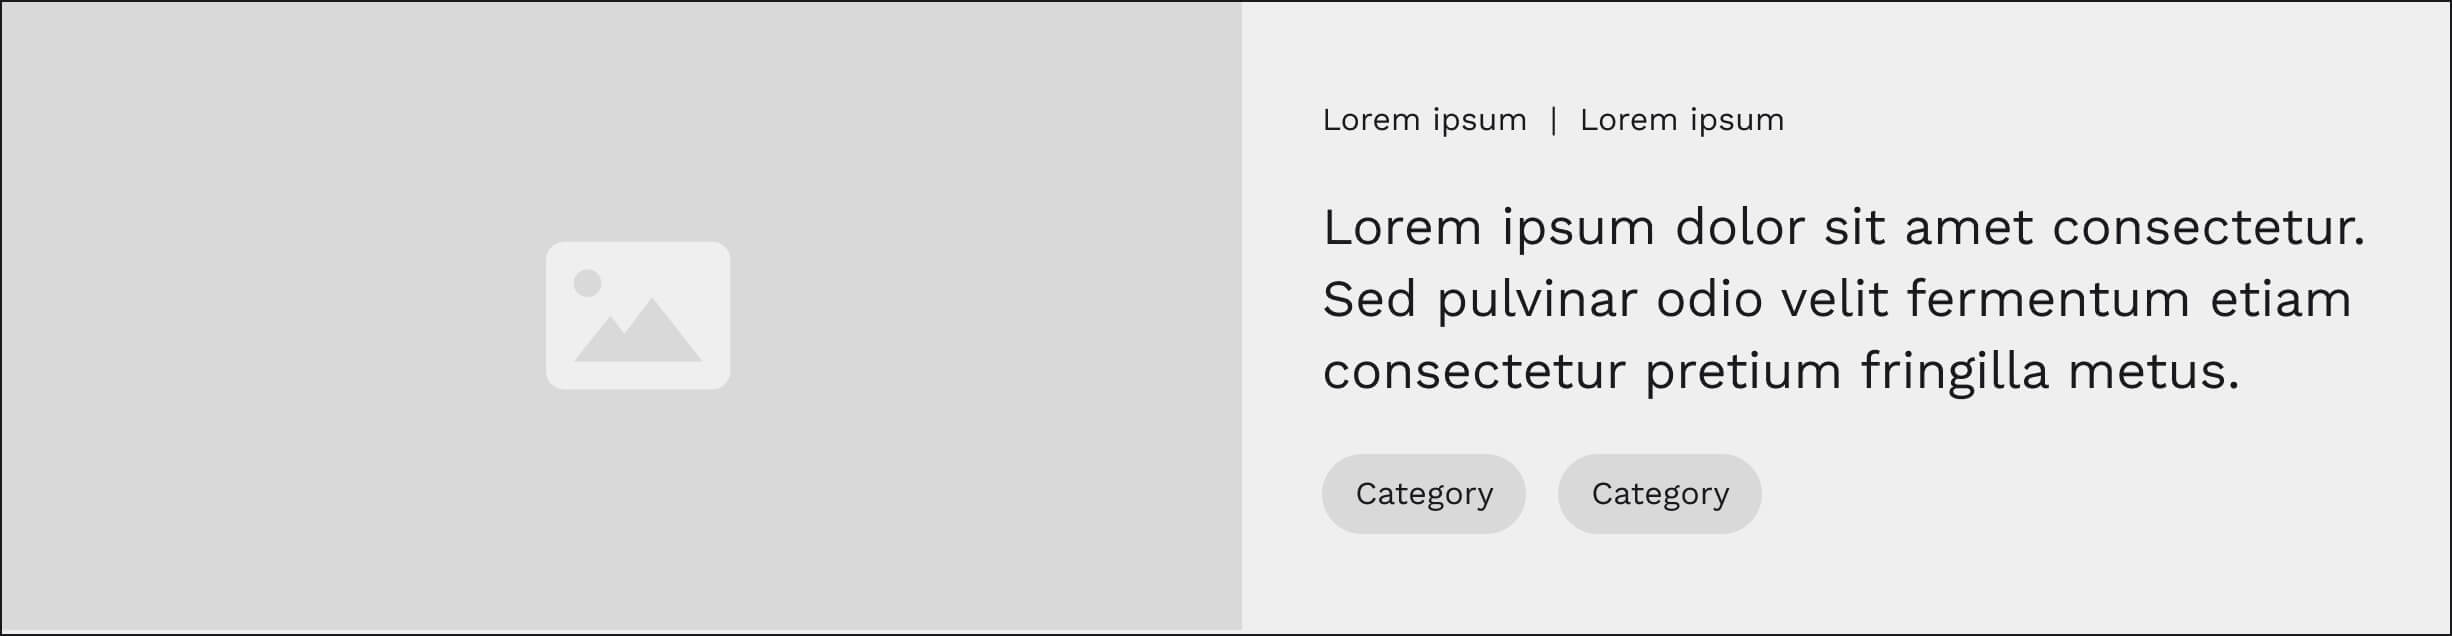 Lorem ipsum | Lorem ipsum
Lorem ipsum dolor sit amet consectetur.
Sed pulvinar odio velit fermentum etiam
consectetur pretium fringilla metus.
Category Category